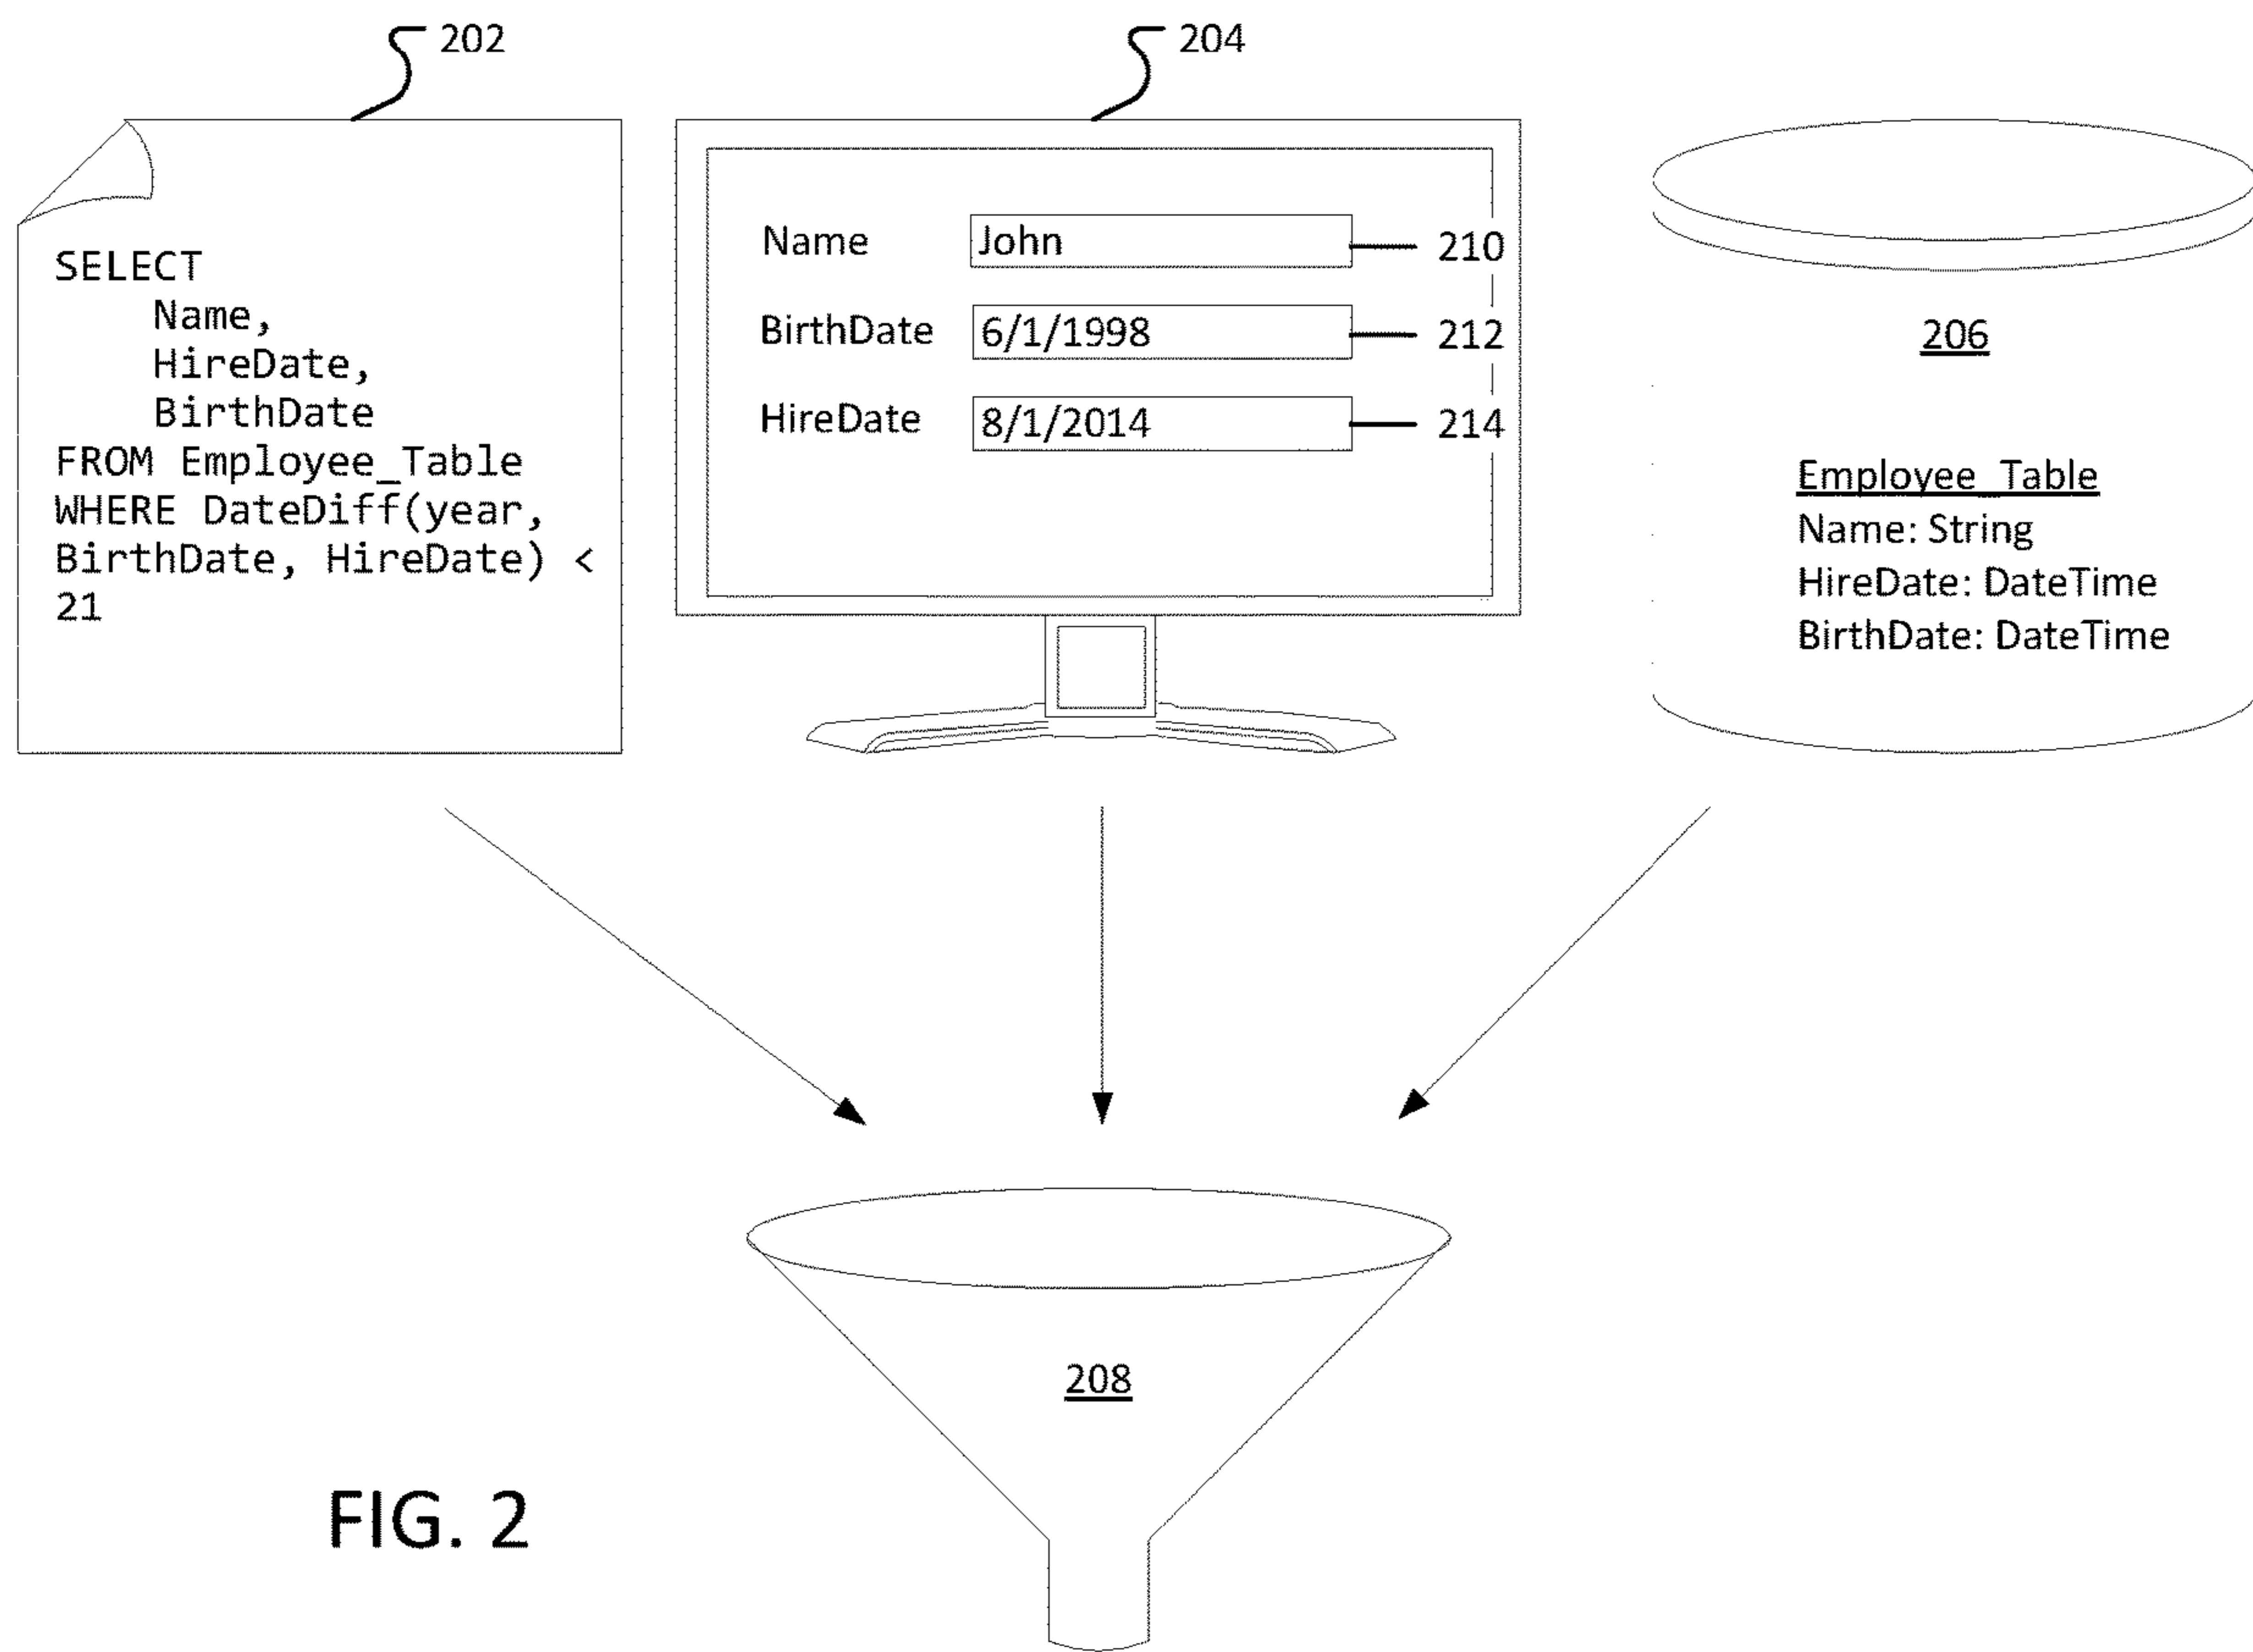 202
SELECT
Name,
HireDate,
BirthDate
FROM Employee_Table
WHERE DateDiff(year,
BirthDate, HireDate) <
21
204
Name John 210
BirthDate 6/1/1998 212
HireDate 8/1/2014 214
206
Employee_Table
Name: String
HireDate: DateTime
BirthDate: DateTime
208
FIG. 2